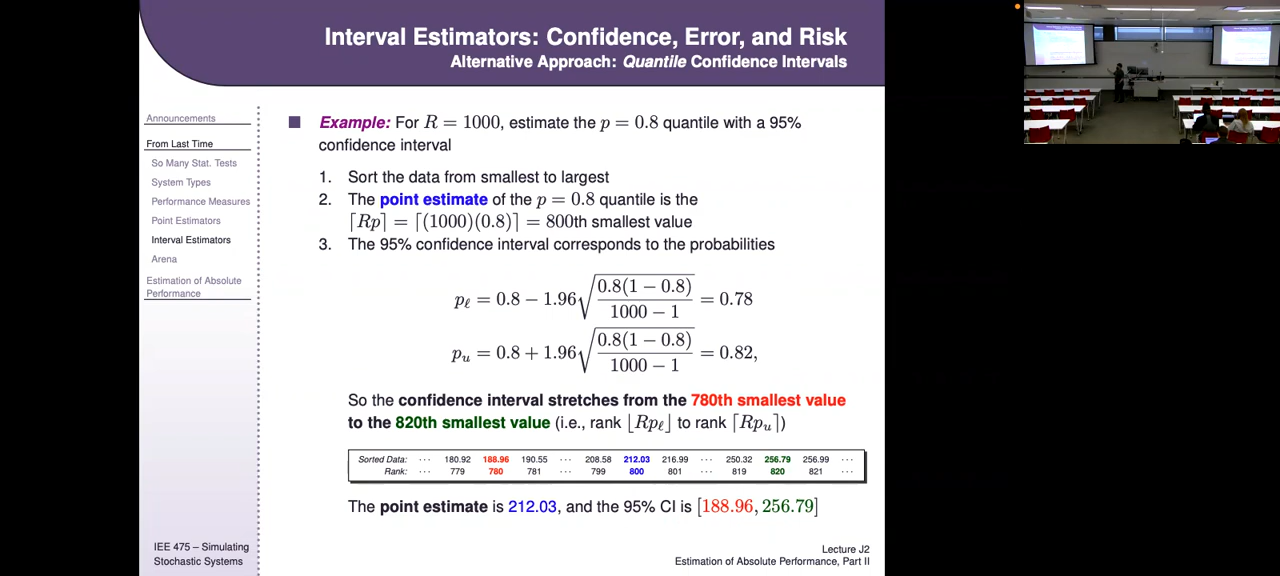 Interval Estimators: Confidence, Error, and Risk
Alternative Approach: Quantile Confidence Intervals
Announcements
From Last Time
So Many Stat. Tests
System Types
Performance Measures
Point Estimators
Interval Estimators
Arena
Estimation of Absolute
Performance
Example: For R = 1000, estimate the p = 0.8 quantile with a 95%
confidence interval
1. Sort the data from smallest to largest
2. The point estimate of the p = 0.8 quantile is the
⌈Rp⌉ = ⌈(1000)(0.8)⌉ = 800th smallest value
3. The 95% confidence interval corresponds to the probabilities
pℓ = 0.8 − 1.96√(0.8(1 − 0.8) / (1000 − 1)) = 0.78
pu = 0.8 + 1.96√(0.8(1 − 0.8) / (1000 − 1)) = 0.82,
So the confidence interval stretches from the 780th smallest value
to the 820th smallest value (i.e., rank ⌊Rpℓ⌋ to rank ⌈Rpu⌉)
Sorted Data: ··· 180.92 188.96 190.55 ··· 208.58 212.03 216.99 ··· 250.32 256.79 256.99 ···
Rank: ··· 779 780 781 ··· 799 800 801 ··· 819 820 821 ···
The point estimate is 212.03, and the 95% CI is [188.96, 256.79]
IEE 475 – Simulating
Stochastic Systems
Lecture J2
Estimation of Absolute Performance, Part II